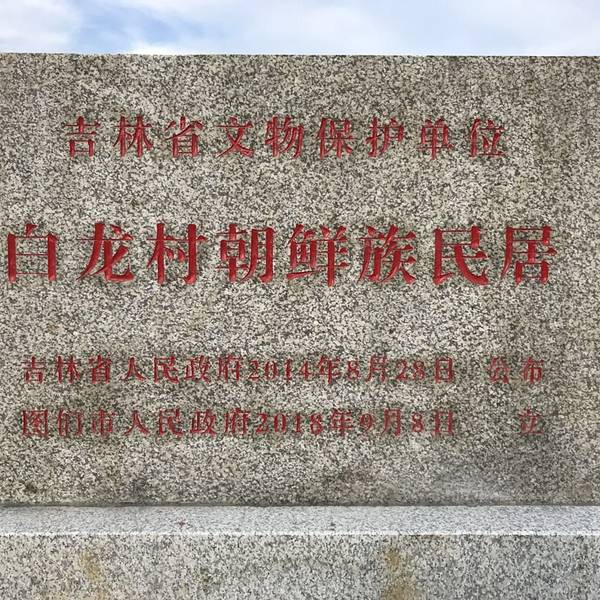 吉林省文物保护单位
白龙村朝鲜族民居
吉林省人民政府2014年8月28日 公布
图们市人民政府2018年9月8日 立